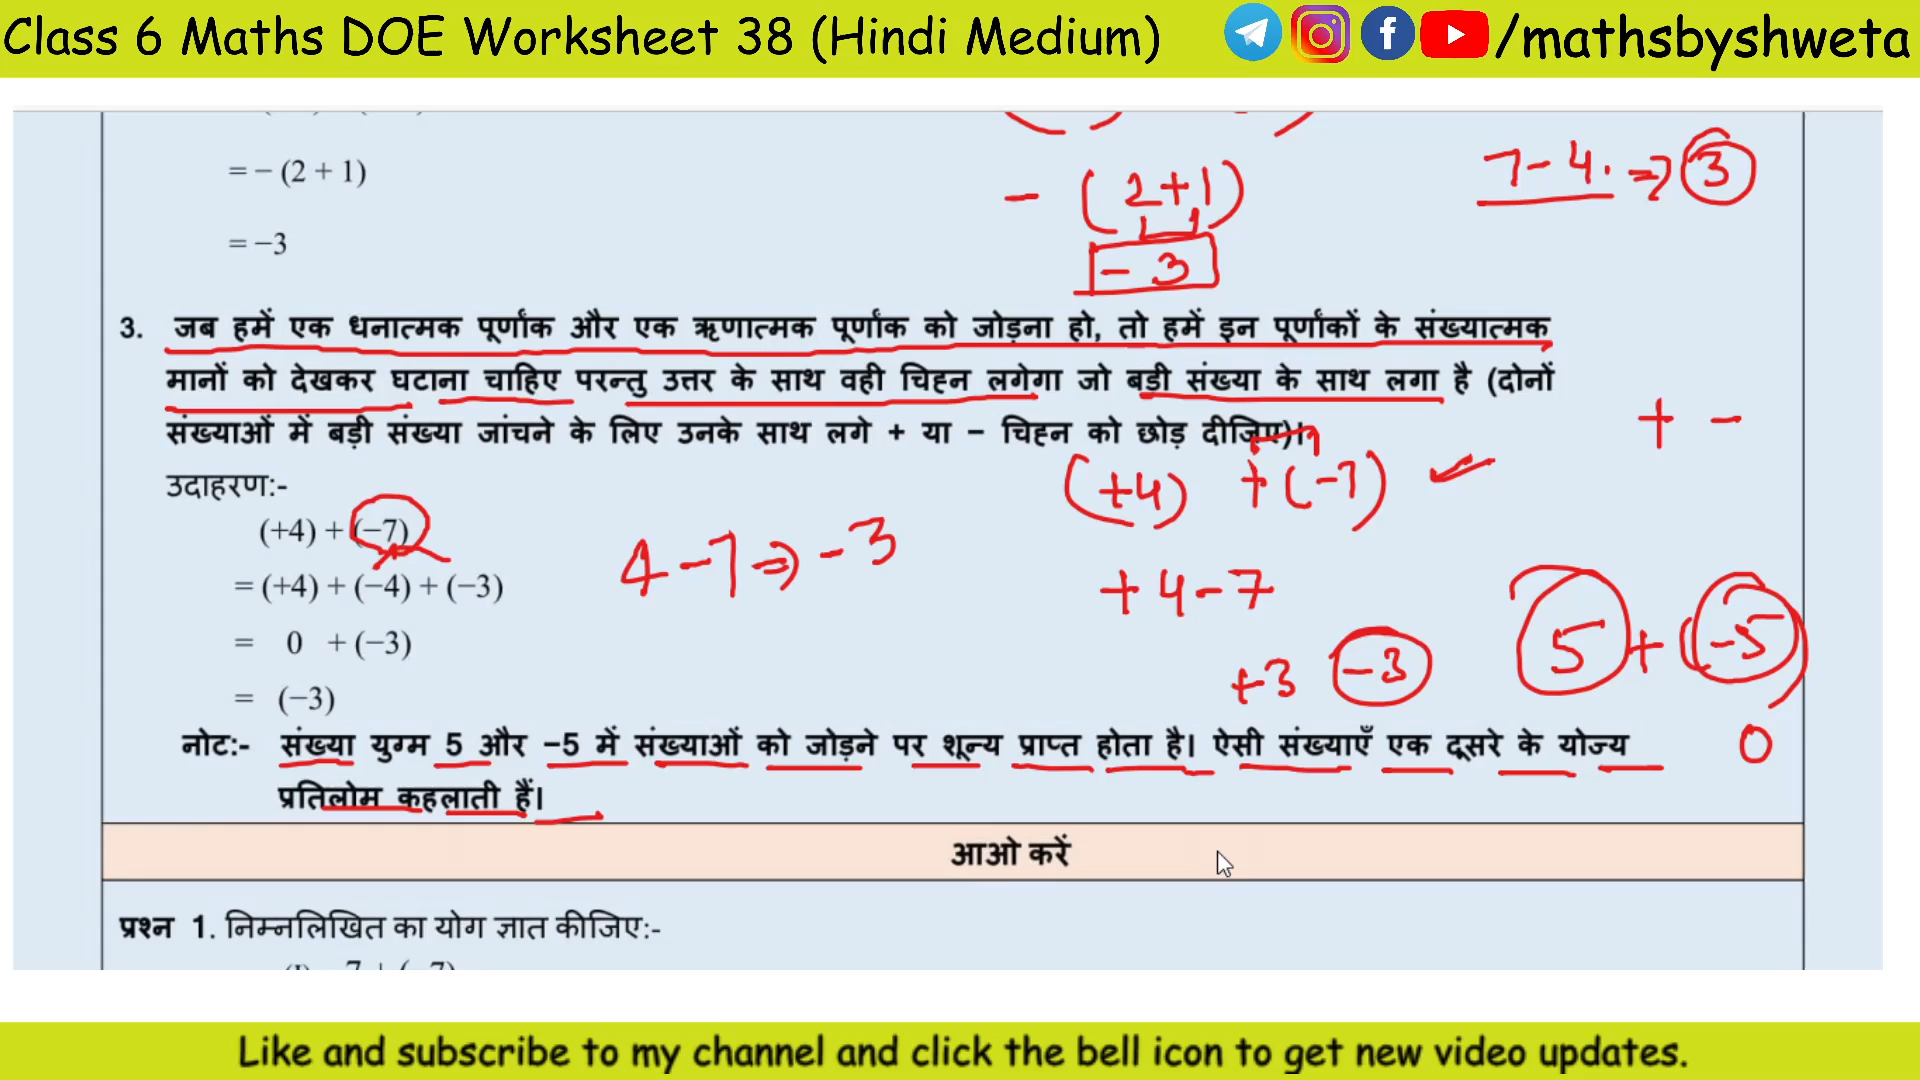 Class 6 Maths DOE Worksheet 38 (Hindi Medium)
/mathsbyshweta
= − (2 + 1)
= −3
− (2+1)
− 3
7 − 4. ⇒ 3
3. जब हमें एक धनात्मक पूर्णांक और एक ऋणात्मक पूर्णांक को जोड़ना हो, तो हमें इन पूर्णांकों के संख्यात्मक
मानों को देखकर घटाना चाहिए परन्तु उत्तर के साथ वही चिह्न लगेगा जो बड़ी संख्या के साथ लगा है (दोनों
संख्याओं में बड़ी संख्या जांचने के लिए उनके साथ लगे + या − चिह्न को छोड़ दीजिए)।
+ −
उदाहरण:-
(+4) + (−7)
= (+4) + (−4) + (−3)
= 0 + (−3)
= (−3)
4 − 7 ⇒ −3
(+4) + (−7)
+4 − 7
+3 −3
5 + (−5)
0
नोट:- संख्या युग्म 5 और −5 में संख्याओं को जोड़ने पर शून्य प्राप्त होता है। ऐसी संख्याएँ एक दूसरे के योज्य
प्रतिलोम कहलाती हैं।
आओ करें
प्रश्न 1. निम्नलिखित का योग ज्ञात कीजिए:-
Like and subscribe to my channel and click the bell icon to get new video updates.